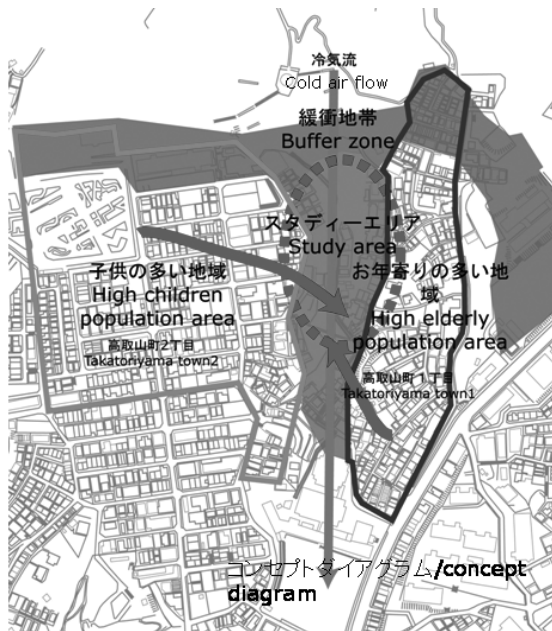 冷気流
Cold air flow
緩衝地帯
Buffer zone
スタディーエリア
Study area
子供の多い地域
High children
population area
高取山町2丁目
Takatoriyama town2
お年寄りの多い地
域
High elderly
population area
高取山町1丁目
Takatoriyama town1
コンセプトダイアグラム/concept
diagram